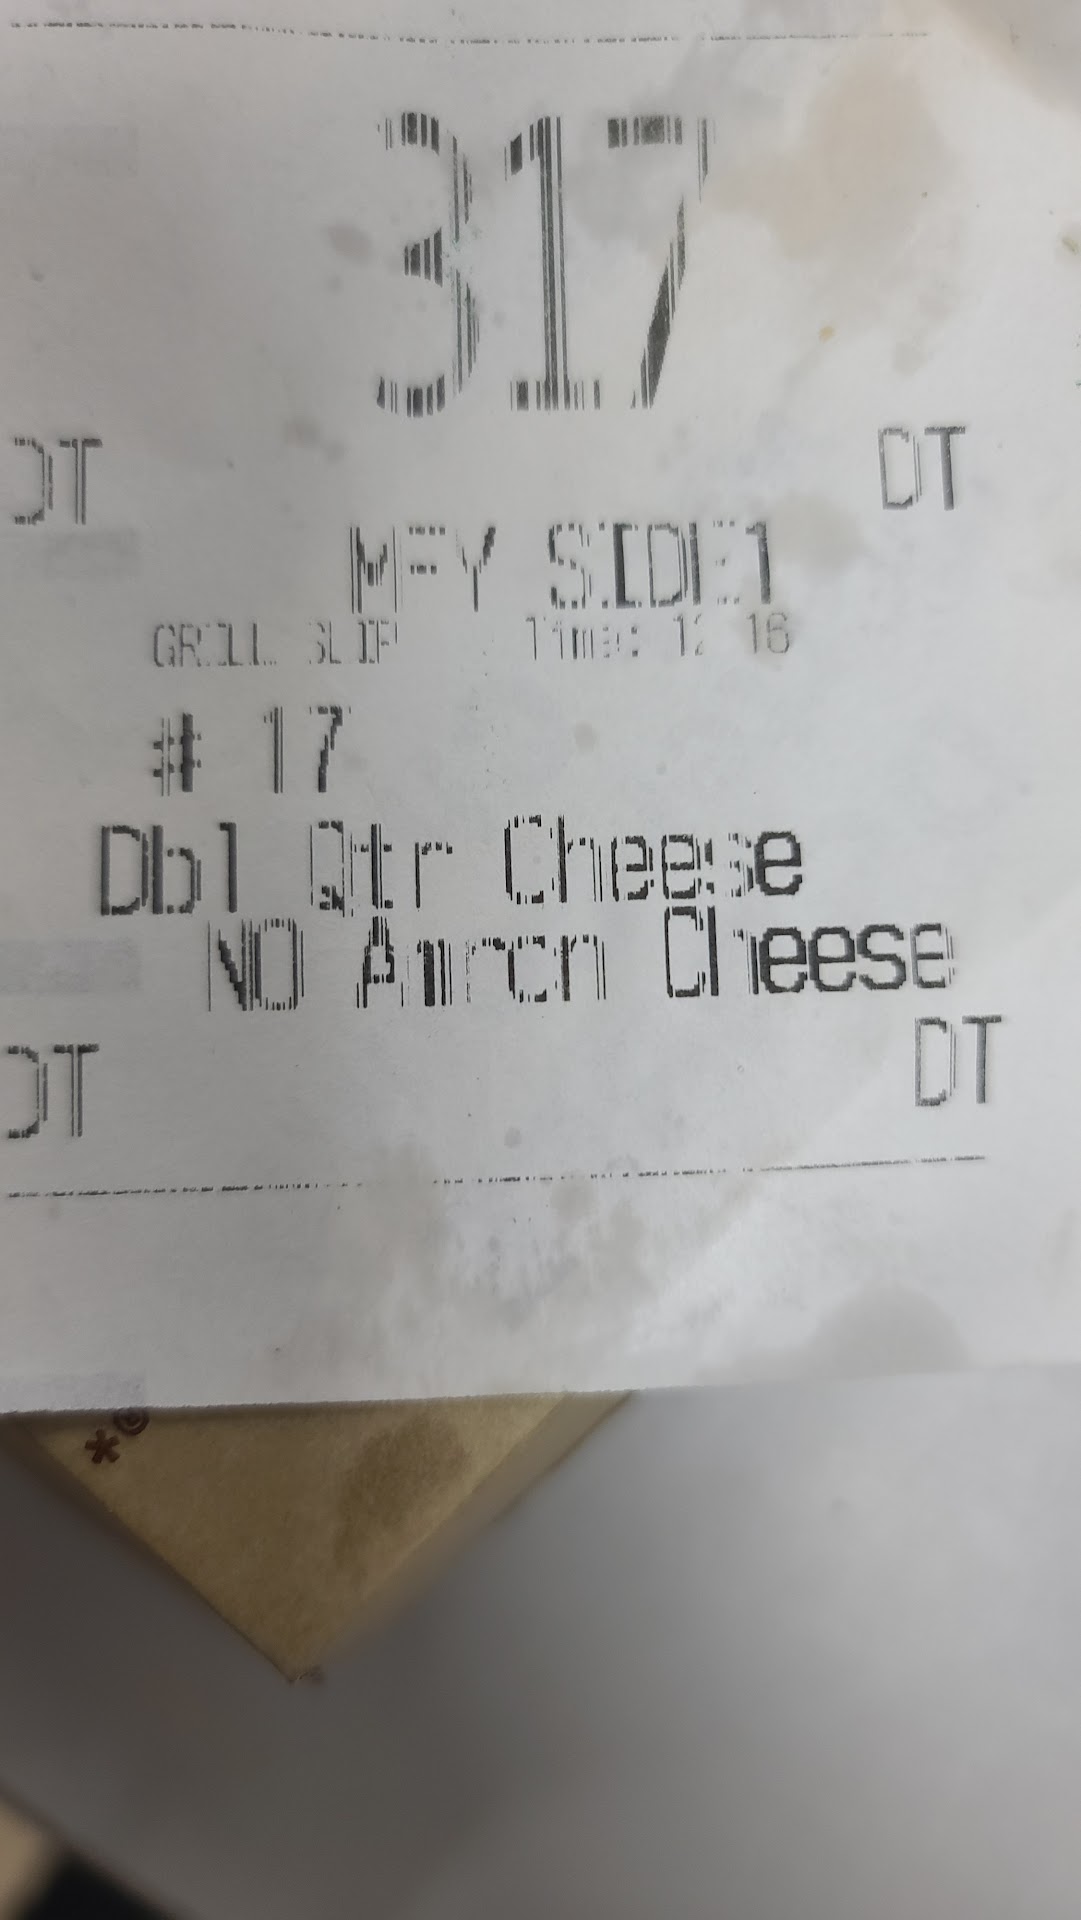 317
DT DT
MFY SIDE1
GRILL SLIP Time: 12:16
# 17
Dbl Qtr Cheese
NO Amrcn Cheese
DT DT
*©